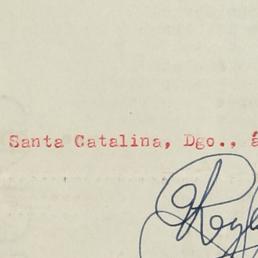 Santa Catalina, Dgo., á